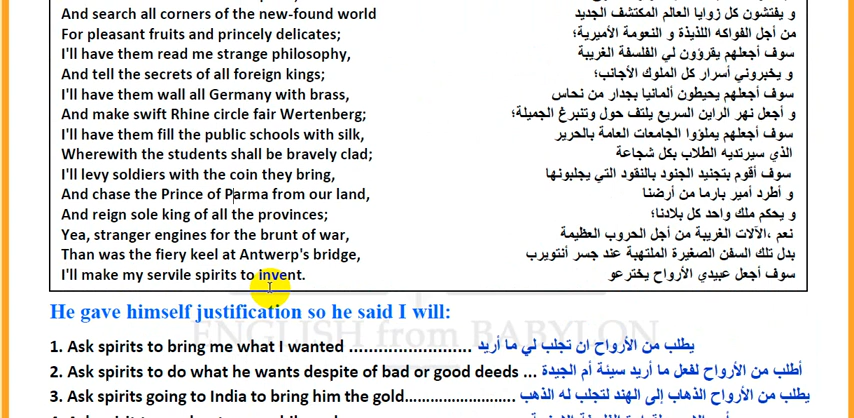 And search all corners of the new-found world و يفتشون كل زوايا العالم المكتشف الجديد
For pleasant fruits and princely delicates; من أجل الفواكه اللذيذة و النعومة الأميرية؛
I'll have them read me strange philosophy, سوف أجعلهم يقرؤون لي الفلسفة الغريبة
And tell the secrets of all foreign kings; و يخبروني أسرار كل الملوك الأجانب؛
I'll have them wall all Germany with brass, سوف أجعلهم يحيطون ألمانيا بجدار من نحاس
And make swift Rhine circle fair Wertenberg; و أجعل نهر الراين السريع يلتف حول وتنبرغ الجميلة؛
I'll have them fill the public schools with silk, سوف أجعلهم يملؤوا الجامعات العامة بالحرير
Wherewith the students shall be bravely clad; الذي سيرتديه الطلاب بكل شجاعة
I'll levy soldiers with the coin they bring, سوف أقوم بتجنيد الجنود بالنقود التي يجلبونها
And chase the Prince of Parma from our land, و أطرد أمير بارما من أرضنا
And reign sole king of all the provinces; و يحكم ملك واحد كل بلادنا؛
Yea, stranger engines for the brunt of war, نعم ،الآلات الغريبة من أجل الحروب العظيمة
Than was the fiery keel at Antwerp's bridge, بدل تلك السفن الصغيرة الملتهبة عند جسر أنتويرب
I'll make my servile spirits to invent. سوف أجعل عبيدي الأرواح يخترعو
He gave himself justification so he said I will:
ENGLISH from BABYLON
1. Ask spirits to bring me what I wanted ........................ يطلب من الأرواح ان تجلب لي ما أريد
2. Ask spirits to do what he wants despite of bad or good deeds ... أطلب من الأرواح لفعل ما أريد سيئة أم الجيدة
3. Ask spirits going to India to bring him the gold......................... يطلب من الأرواح الذهاب إلى الهند لتجلب له الذهب